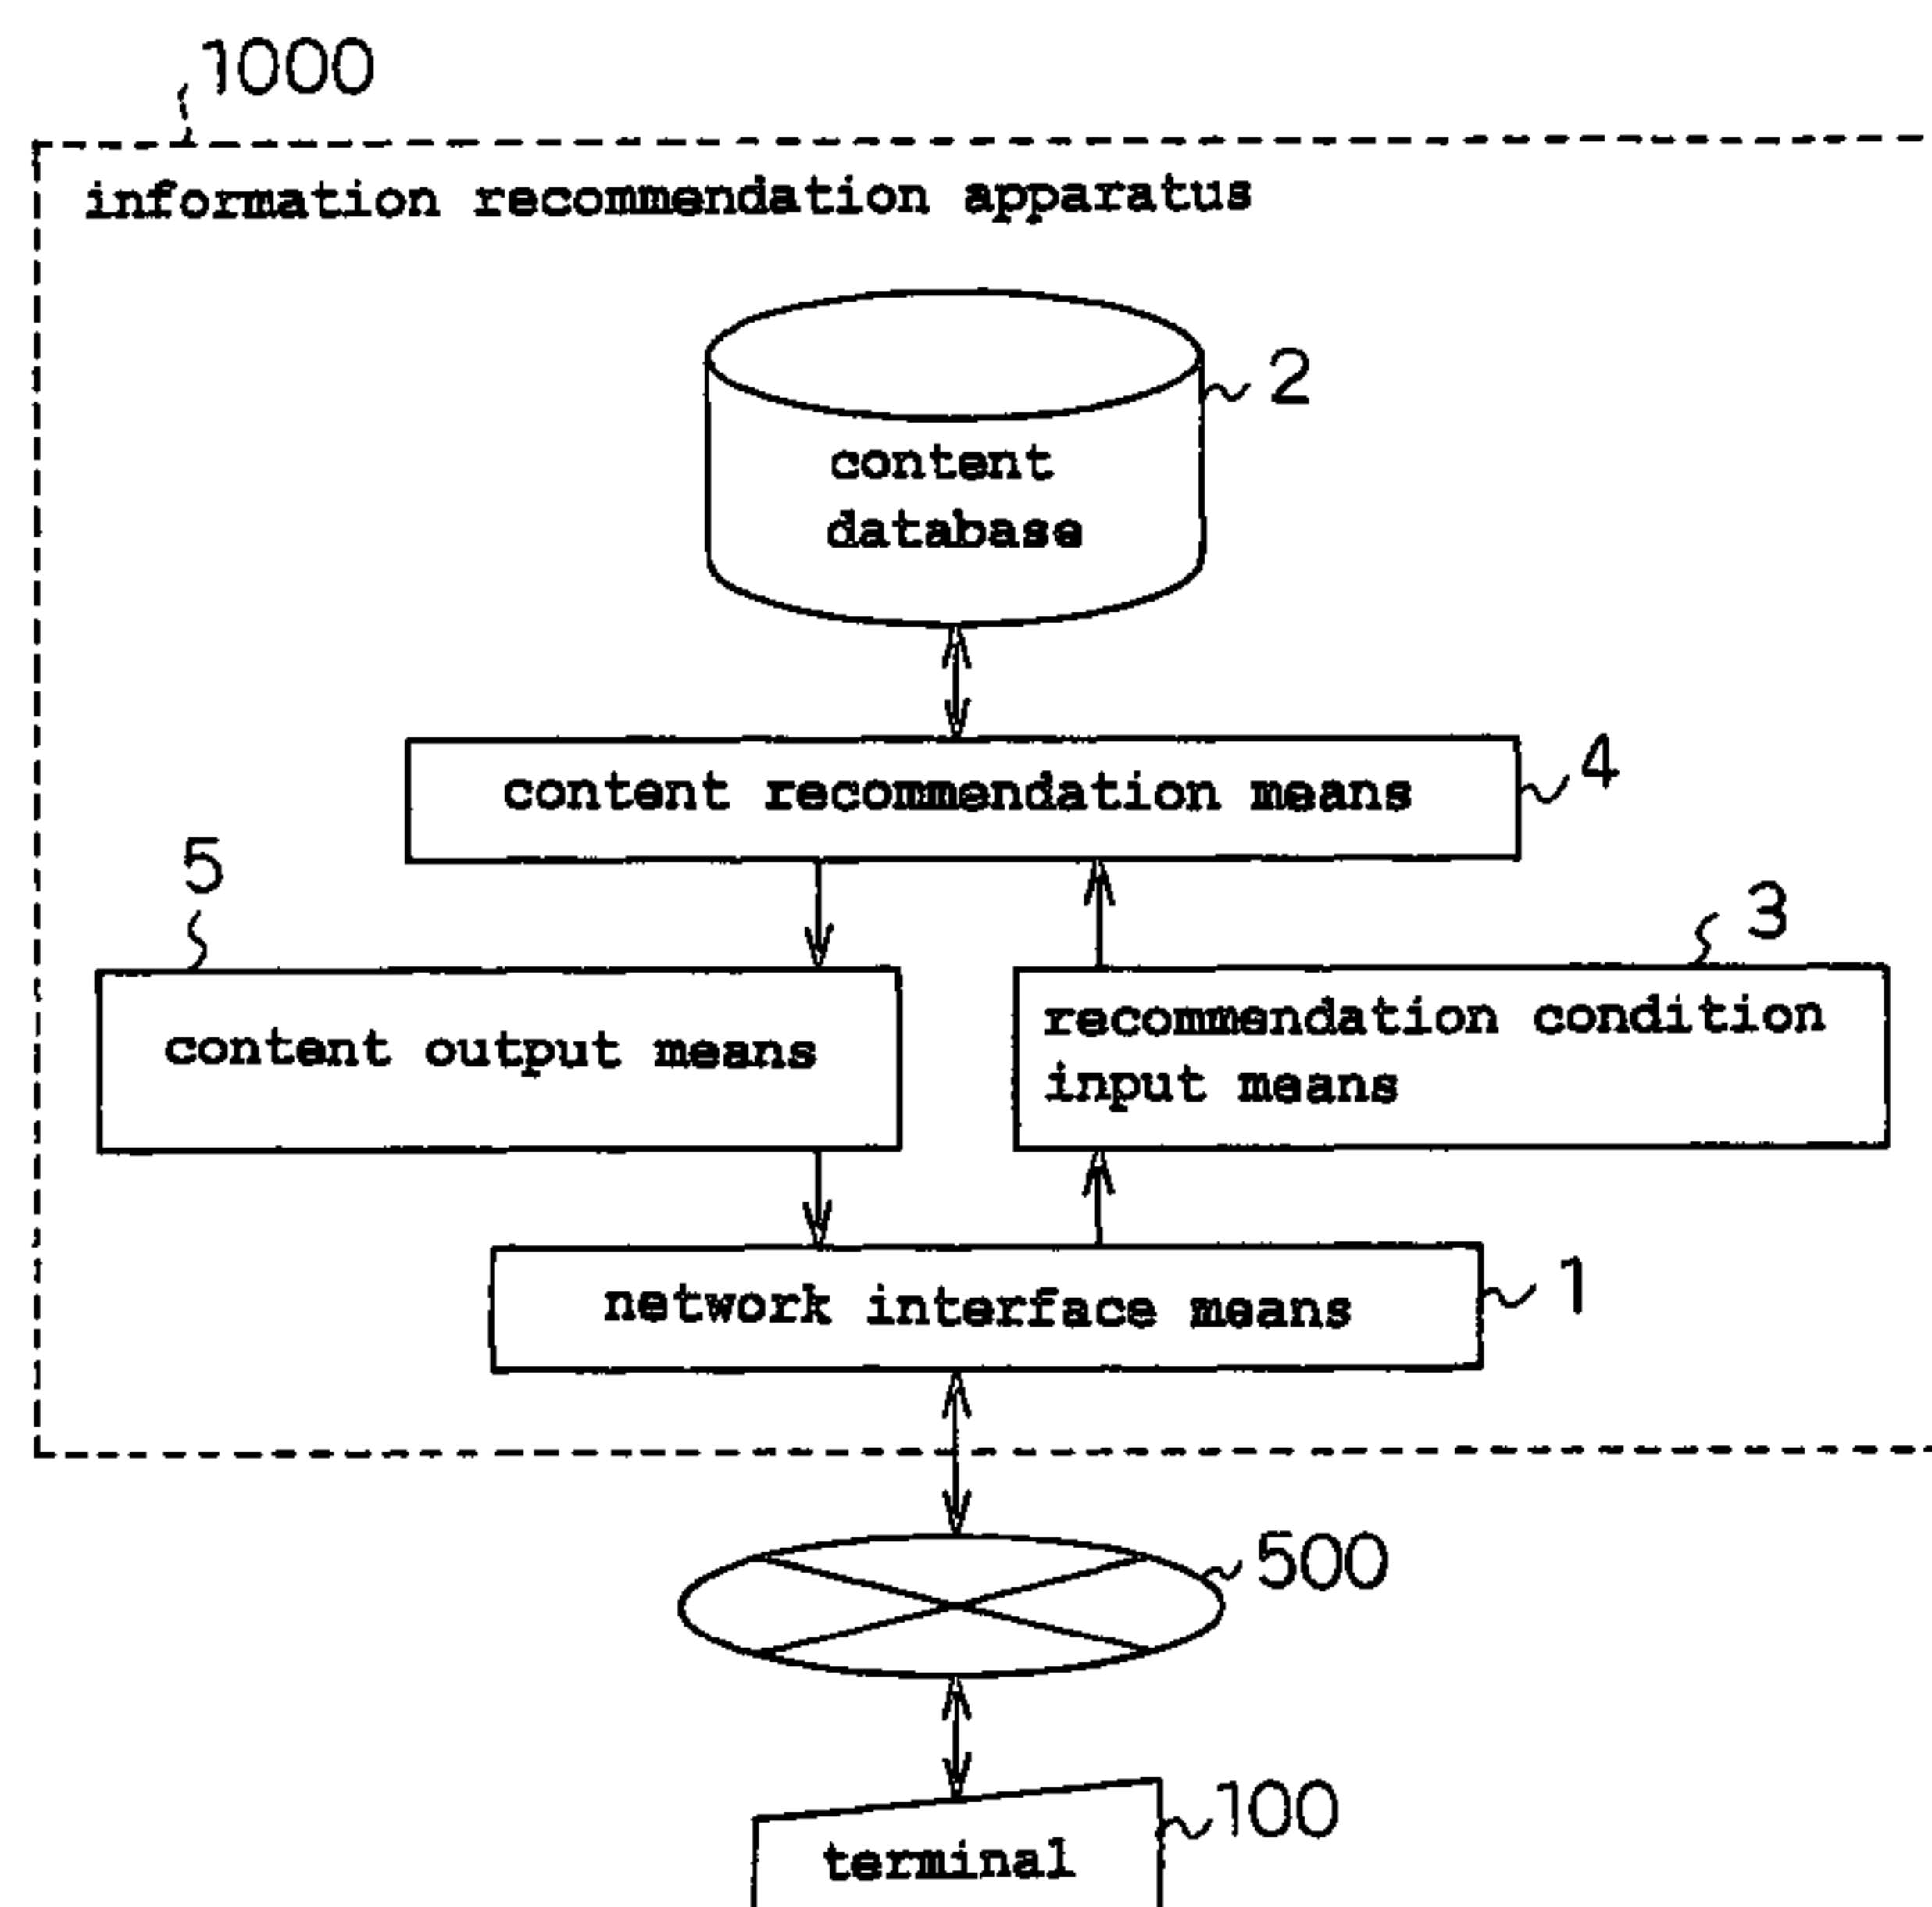 1000
information recommendation apparatus
2
content
database
4
content recommendation means
5
3
content output means
recommendation condition
input means
1
network interface means
500
100
terminal